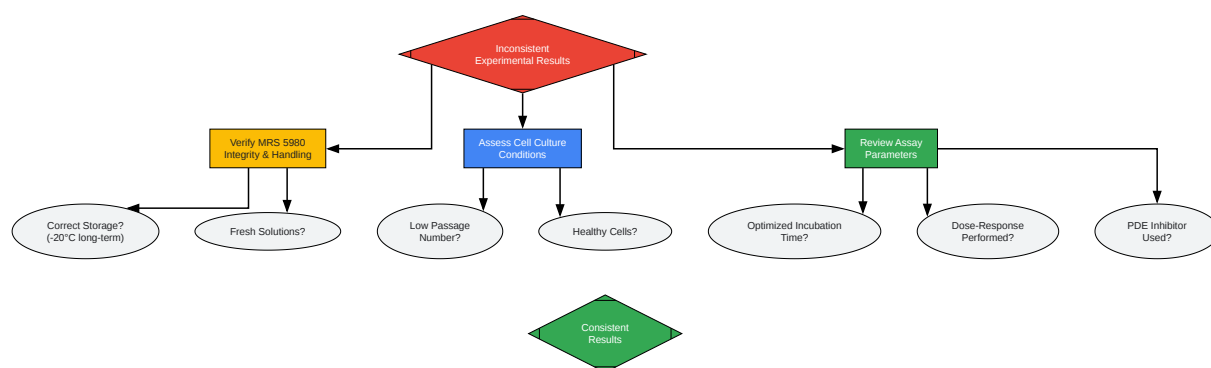 Inconsistent
Experimental Results
Verify MRS 5980
Integrity & Handling
Assess Cell Culture
Conditions
Review Assay
Parameters
Correct Storage?
(-20°C long-term)
Fresh Solutions?
Low Passage
Number?
Healthy Cells?
Optimized Incubation
Time?
Dose-Response
Performed?
PDE Inhibitor
Used?
Consistent
Results